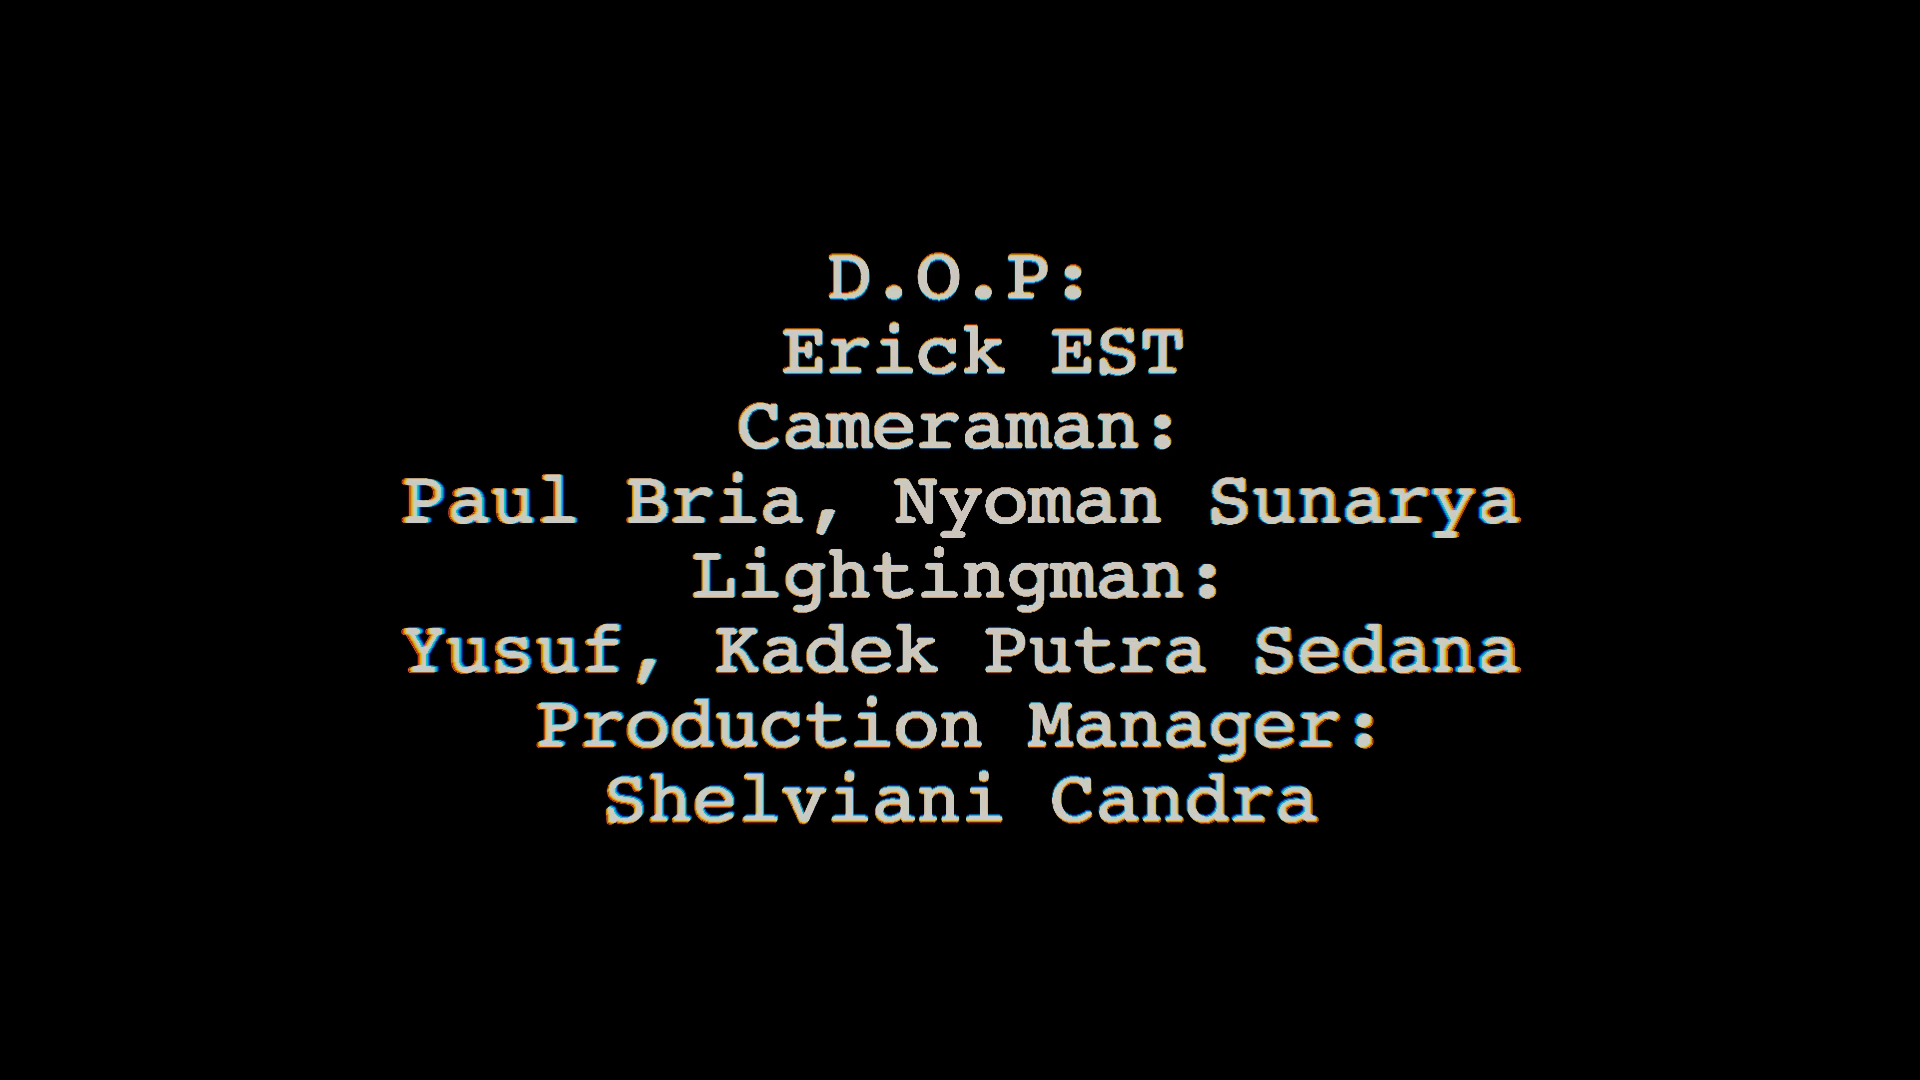 D.O.P:
Erick EST
Cameraman:
Paul Bria, Nyoman Sunarya
Lightingman:
Yusuf, Kadek Putra Sedana
Production Manager:
Shelviani Candra